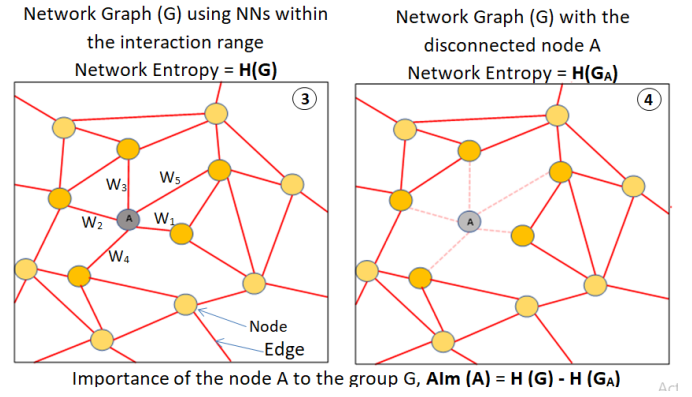 Network Graph (G) using NNs within
the interaction range
Network Entropy = H(G)
3
W3
W5
A
W2
W1
W4
Node
Edge
Network Graph (G) with the
disconnected node A
Network Entropy = H(GA)
4
A
Importance of the node A to the group G, AIm (A) = H (G) - H (GA)